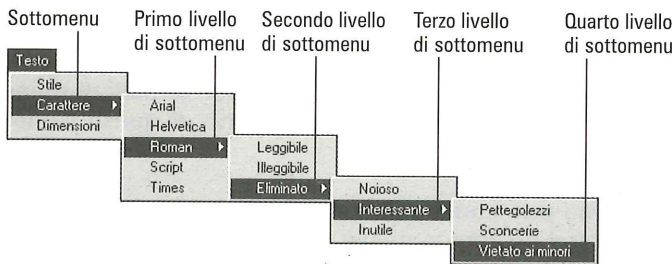 Sottomenu
Primo livello
di sottomenu
Secondo livello
di sottomenu
Terzo livello
di sottomenu
Quarto livello
di sottomenu
Testo
Stile
Carattere
Dimensioni
Arial
Helvetica
Roman
Script
Times
Leggibile
Illeggibile
Eliminato
Noioso
Interessante
Inutile
Pettegolezzi
Sconcerie
Vietato ai minori